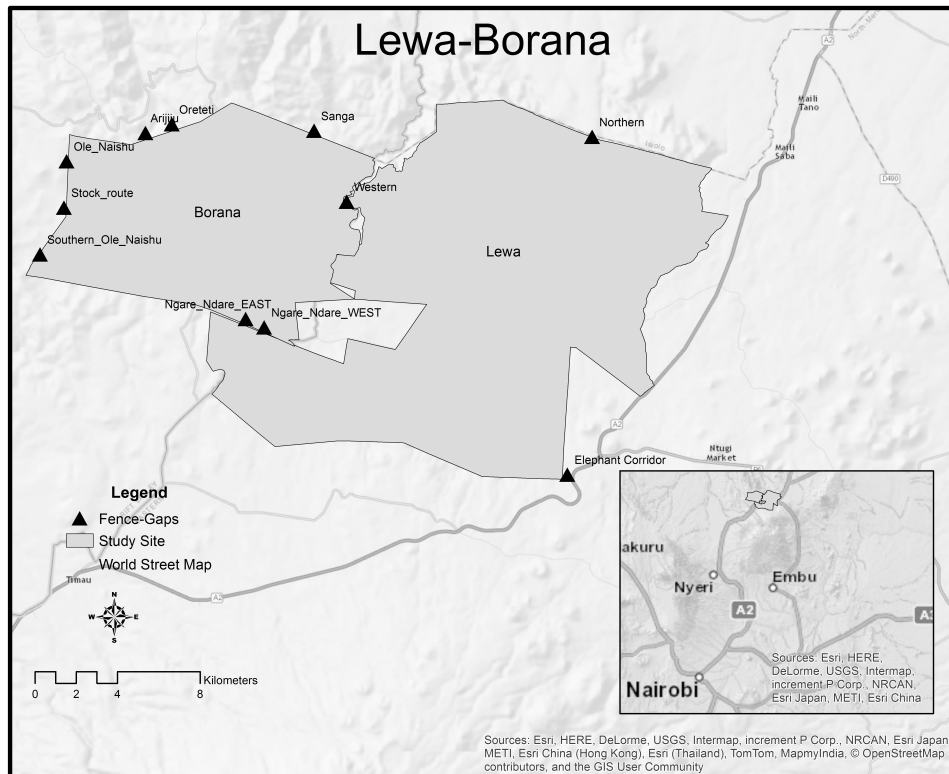 Lewa-Borana
A2
Maili
Tano
Oreteti
Arijiju
Sanga
Northern
Isiolo
Maili
Saba
Ole_Naishu
D490
Stock_route
Western
Borana
Lewa
Southern_Ole_Naishu
Ngare_Ndare_EAST
Ngare_Ndare_WEST
A2
Ntugi
Market
Elephant Corridor
Legend
Fence-Gaps
Study Site
World Street Map
Timau
A2
N
W
E
S
0 2 4 8
Kilometers
akuru
Nyeri
Embu
A2
Nairobi
Sources: Esri, HERE,
DeLorme, USGS, Intermap,
increment P Corp., NRCAN,
Esri Japan, METI, Esri China
Sources: Esri, HERE, DeLorme, USGS, Intermap, increment P Corp., NRCAN, Esri Japan
METI, Esri China (Hong Kong), Esri (Thailand), TomTom, MapmyIndia, © OpenStreetMap
contributors, and the GIS User Community